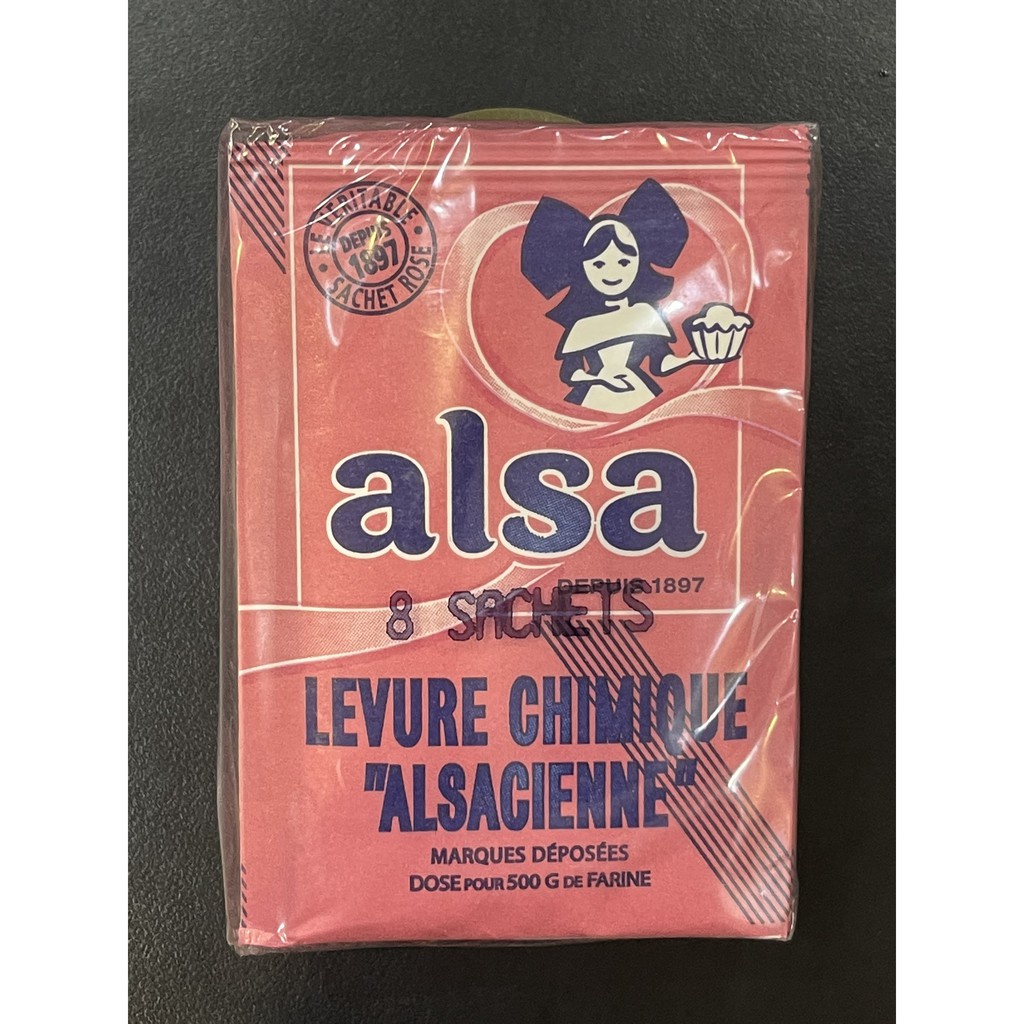 LE VERITABLE
DEPUIS
1897
SACHET ROSE
alsa
DEPUIS 1897
8 SACHETS
LEVURE CHIMIQUE
"ALSACIENNE"
MARQUES DÉPOSÉES
DOSE POUR 500 G DE FARINE